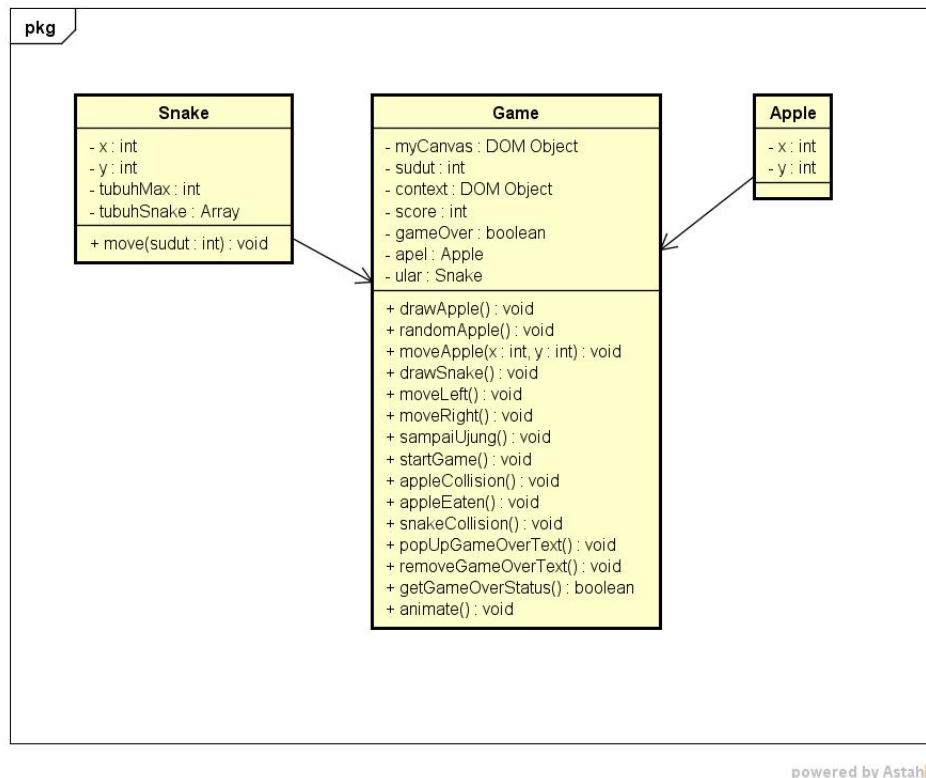 pkg
Snake
- x : int
- y : int
- tubuhMax : int
- tubuhSnake : Array
+ move(sudut : int) : void
Game
- myCanvas : DOM Object
- sudut : int
- context : DOM Object
- score : int
- gameOver : boolean
- apel : Apple
- ular : Snake
+ drawApple() : void
+ randomApple() : void
+ moveApple(x : int, y : int) : void
+ drawSnake() : void
+ moveLeft() : void
+ moveRight() : void
+ sampaiUjung() : void
+ startGame() : void
+ appleCollision() : void
+ appleEaten() : void
+ snakeCollision() : void
+ popUpGameOverText() : void
+ removeGameOverText() : void
+ getGameOverStatus() : boolean
+ animate() : void
Apple
- x : int
- y : int
powered by Astah